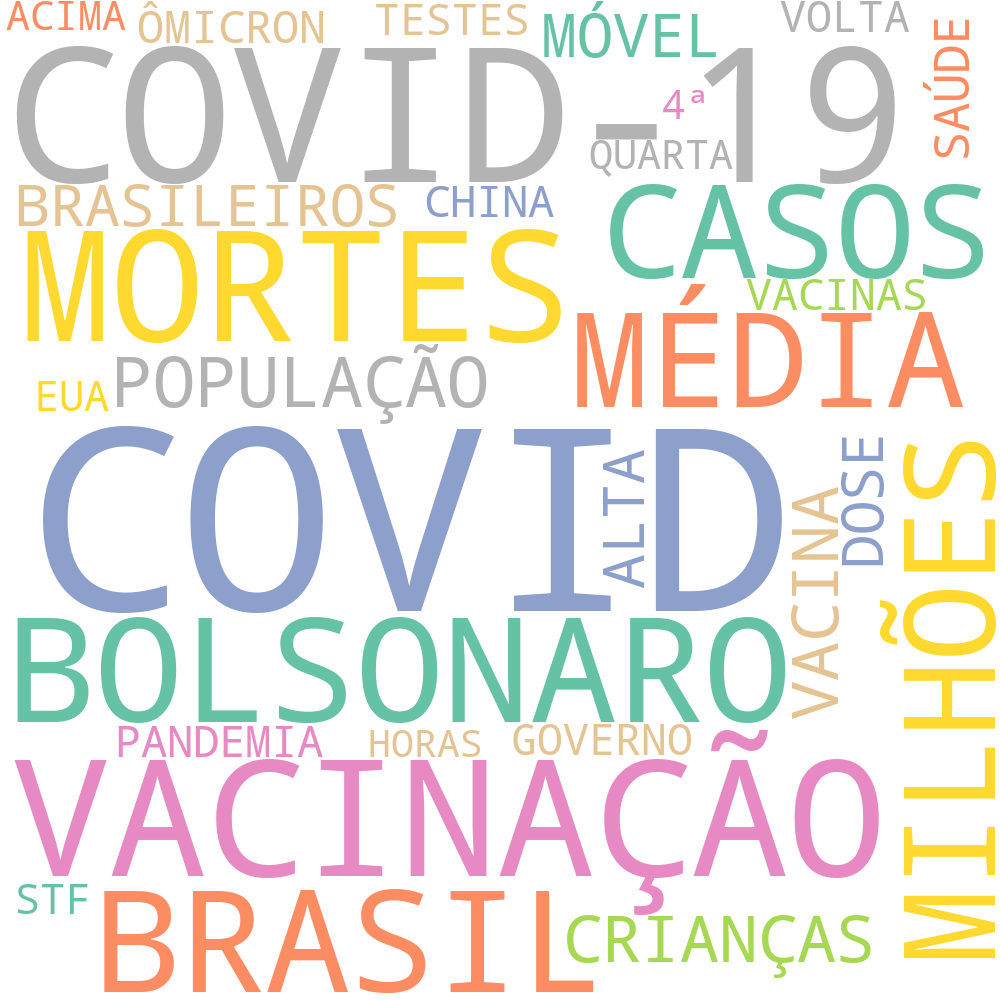 ACIMA
ÔMICRON
TESTES
MÓVEL
VOLTA
SAÚDE
COVID-19
4ª
QUARTA
BRASILEIROS
CHINA
CASOS
MORTES
VACINAS
MÉDIA
POPULAÇÃO
EUA
COVID
ALTA
VACINA
DOSE
MILHÕES
BOLSONARO
PANDEMIA
HORAS
GOVERNO
VACINAÇÃO
STF
BRASIL
CRIANÇAS